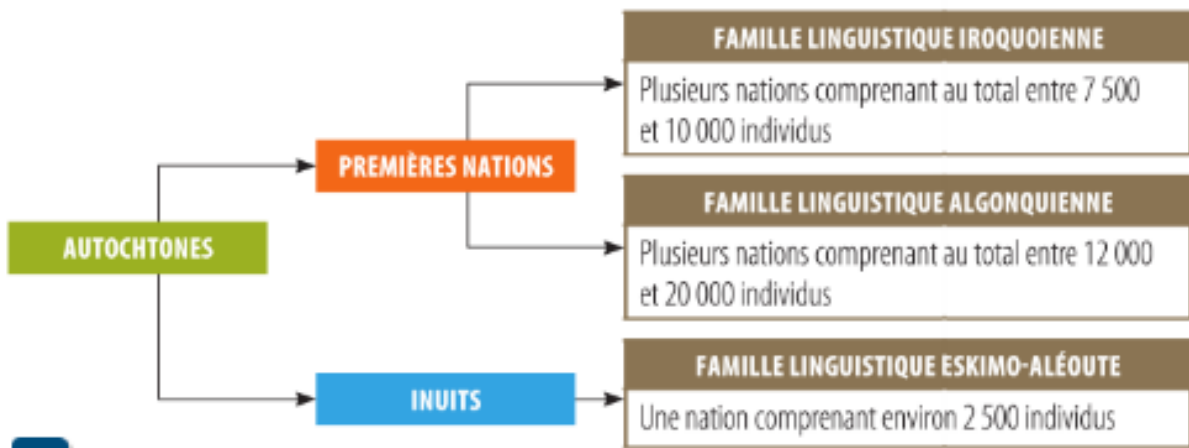 AUTOCHTONES
PREMIÈRES NATIONS
FAMILLE LINGUISTIQUE IROQUOIENNE
Plusieurs nations comprenant au total entre 7 500
et 10 000 individus
FAMILLE LINGUISTIQUE ALGONQUIENNE
Plusieurs nations comprenant au total entre 12 000
et 20 000 individus
INUITS
FAMILLE LINGUISTIQUE ESKIMO-ALÉOUTE
Une nation comprenant environ 2 500 individus